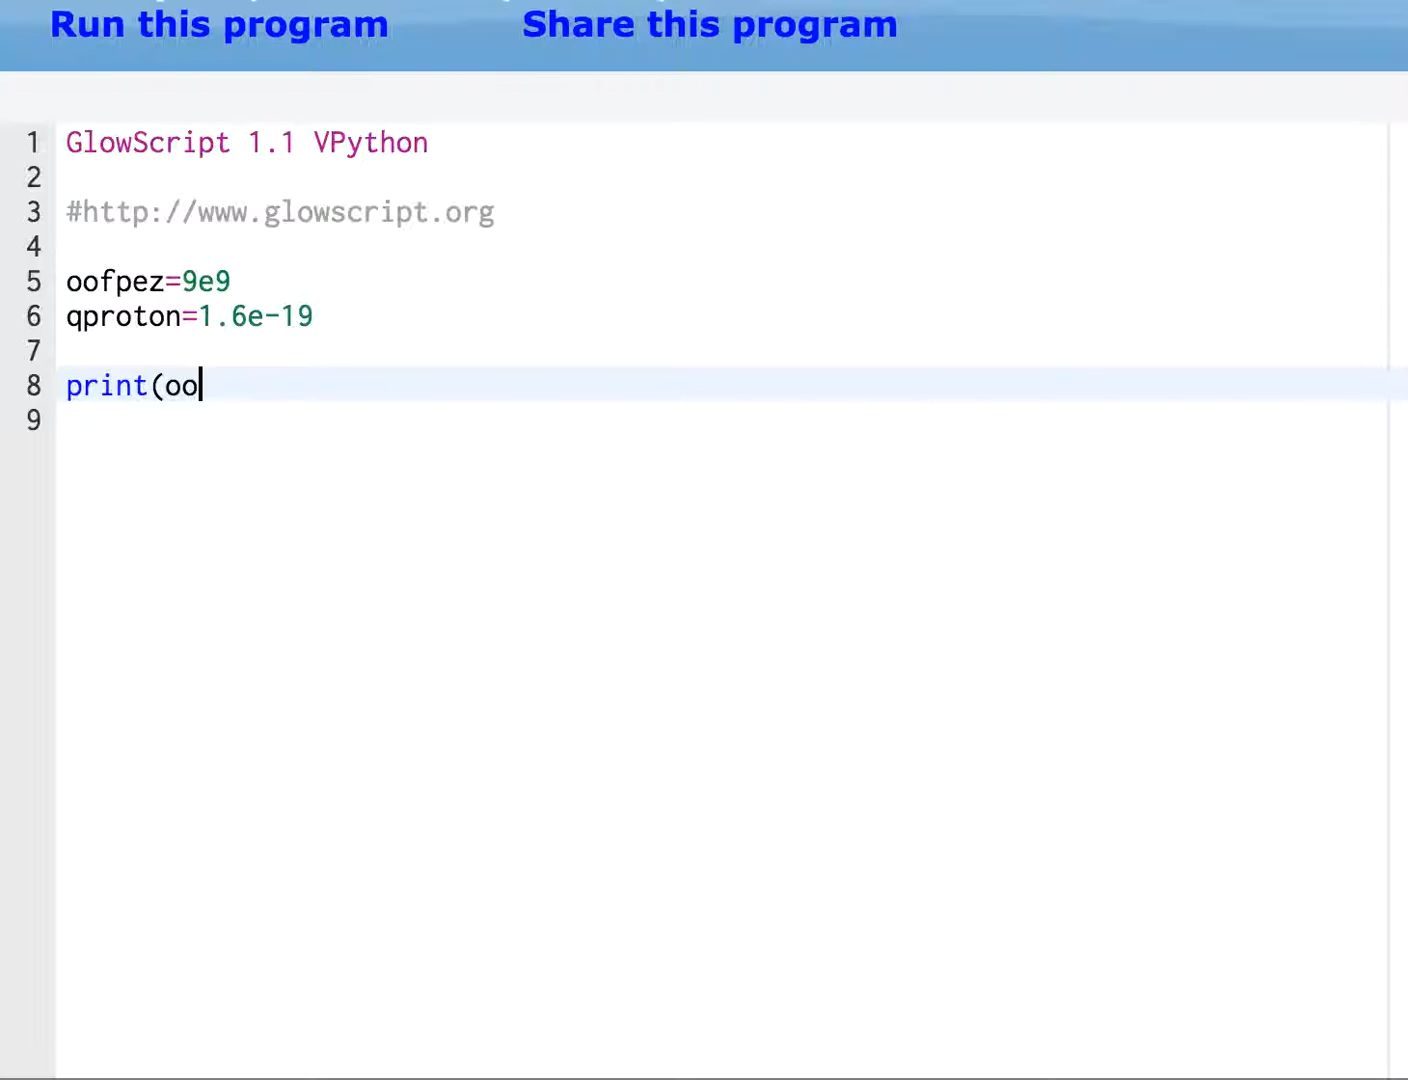 Run this program Share this program
1 GlowScript 1.1 VPython
2
3 #http://www.glowscript.org
4
5 oofpez=9e9
6 qproton=1.6e-19
7
8 print(oo
9